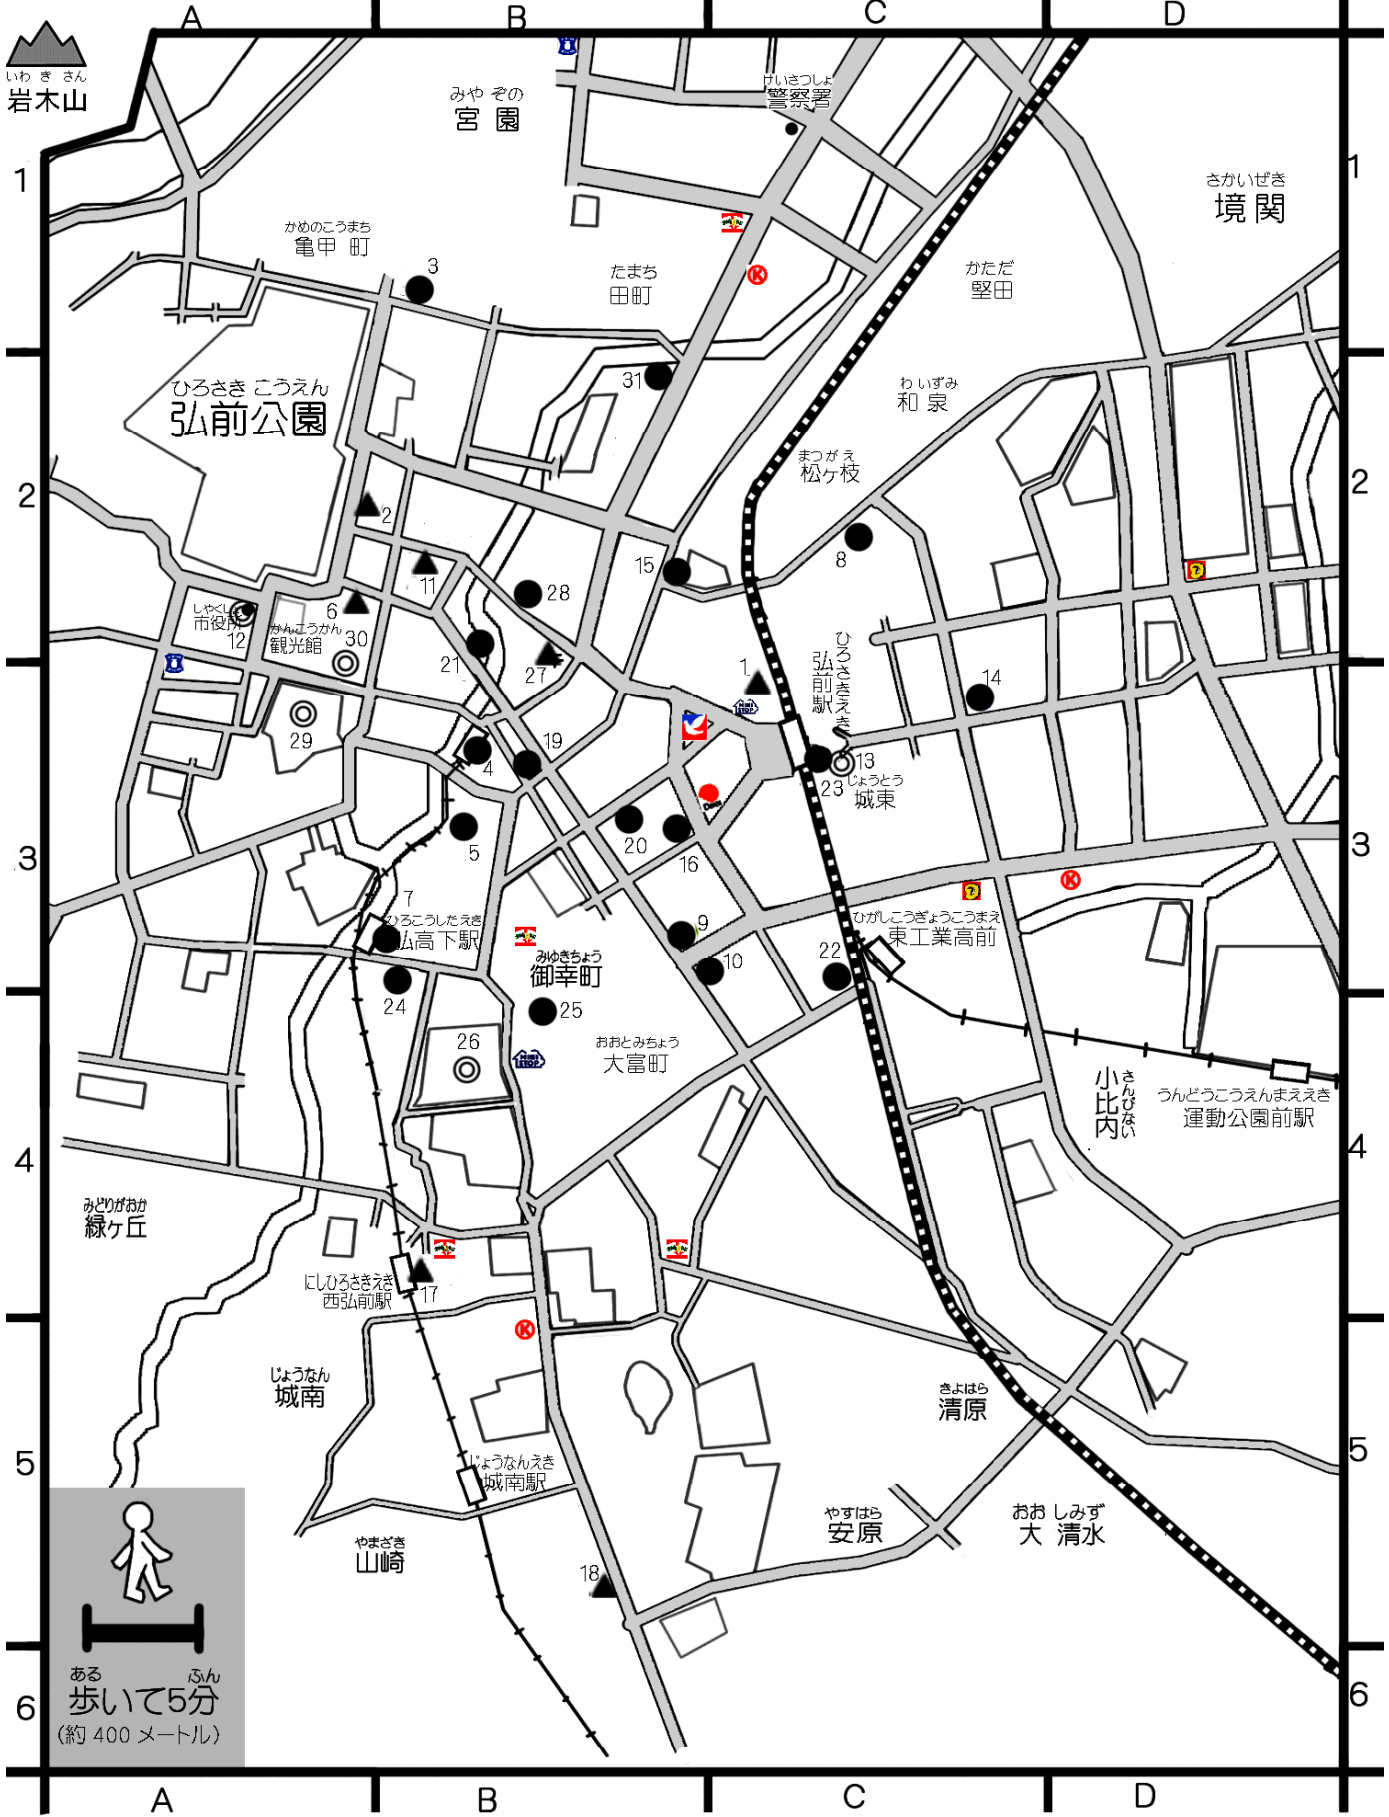 A
B
C
D
いわ き さん
岩木山
みや ぞの
宮 園
けいさつしょ
警察署
1
1
さかいぜき
境関
かめのこうまち
亀甲 町
3
たまち
田町
K
かただ
堅田
31
ひろさき こうえん
弘前公園
わ いずみ
和 泉
まつ が え
松ヶ枝
2
2
2
15
8
11
28
6
しやくし
市役所
12
かんこうかん
観光館
30
21
27
1
ひろさきえき
弘前駅
14
MINI STOP
29
19
4
13
23
じょうとう
城東
3
3
5
20
16
K
7
ひろこうしたえき
弘高下駅
9
ひがしこうぎょうこうまえ
東工業高前
みゆきちょう
御幸町
10
22
24
25
26
おおとみちょう
大富町
MINI STOP
さんぴない
小比内
うんどうこうえんまええき
運動公園前駅
4
4
みどりがおか
緑ヶ丘
にしひろさきえき
西弘前駅
17
K
じょうなん
城南
きよはら
清原
5
5
じょうなんえき
城南駅
やすはら
安原
おお しみず
大 清水
やまざき
山崎
18
ある ふん
歩いて5分
(約 400 メートル)
6
6
A
B
C
D